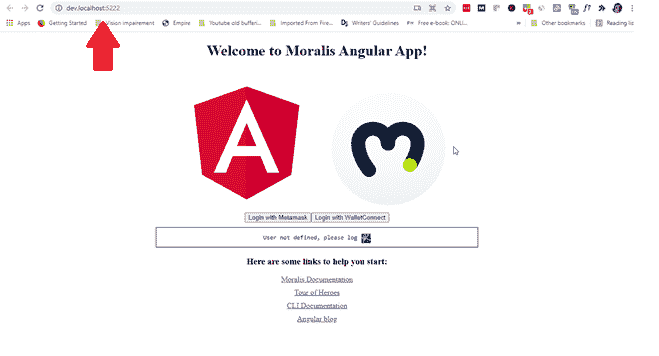 dev.localhost:5222
Apps Getting Started Vision impairement Empire Youtube old bufferi... Imported From Fire... Writers' Guidelines Free e-book: ONLI... » Other bookmarks Reading list
Welcome to Moralis Angular App!
A
Login with Metamask Login with WalletConnect
User not defined, please log
Here are some links to help you start:
Moralis Documentation
Tour of Heroes
CLI Documentation
Angular blog